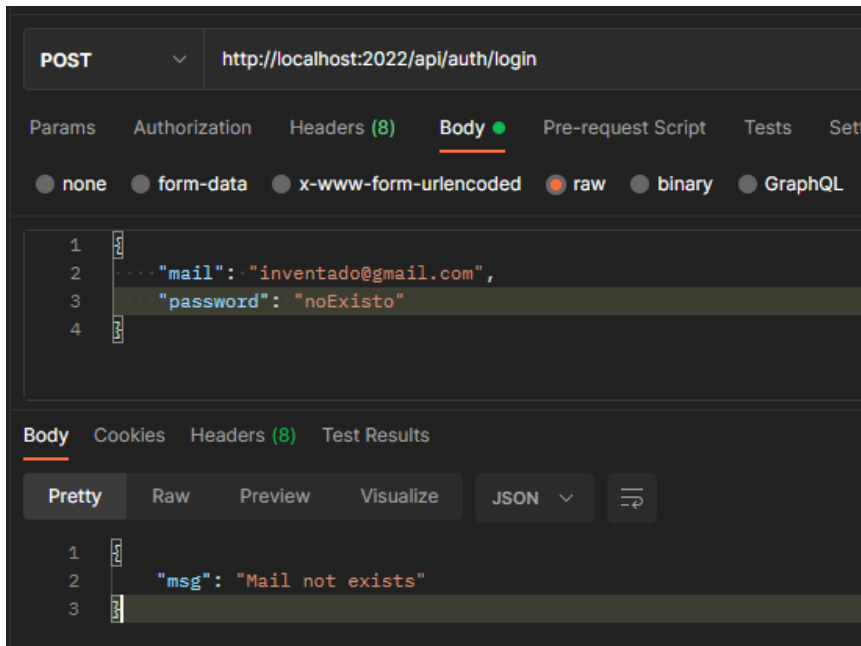 POST http://localhost:2022/api/auth/login
Params Authorization Headers (8) Body Pre-request Script Tests Sett
none form-data x-www-form-urlencoded raw binary GraphQL
1 {
2 "mail": "inventado@gmail.com",
3 "password": "noExisto"
4 }
Body Cookies Headers (8) Test Results
Pretty Raw Preview Visualize JSON
1 {
2 "msg": "Mail not exists"
3 }